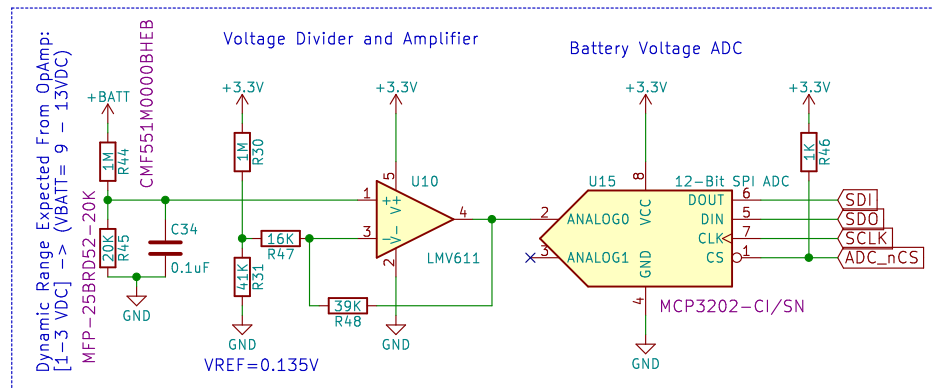 Dynamic Range Expected From OpAmp:
[1-3 VDC] -> (VBATT= 9 - 13VDC)
MFP-25BRD52-20K
CMF551M0000BHEB
Voltage Divider and Amplifier
Battery Voltage ADC
+BATT
1M
R44
20K
R45
C34
0.1uF
GND
+3.3V
1M
R30
16K
R47
41K
R31
GND
VREF=0.135V
+3.3V
U10
1
3
5
2
4
+
V+
V-
-
LMV611
39K
R48
GND
+3.3V
U15
12-Bit SPI ADC
8
VCC
2
ANALOG0
3
ANALOG1
GND
4
DOUT
6
DIN
5
CLK
7
CS
1
MCP3202-CI/SN
GND
+3.3V
1K
R46
SDI
SDO
SCLK
ADC_nCS